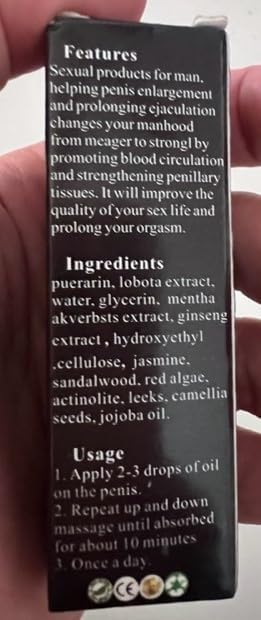 Features
Sexual products for man,
helping penis enlargement
and prolonging ejaculation
changes your manhood
from meager to strongl by
promoting blood circulation
and strengthening penillary
tissues. It will improve the
quality of your sex life and
prolong your orgasm.
Ingredients
puerarin, lobota extract,
water, glycerin, mentha
akverbsts extract, ginseng
extract , hydroxyethyl
.cellulose, jasmine,
sandalwood, red algae,
actinolite, leeks, camellia
seeds, jojoba oil.
Usage
1. Apply 2-3 drops of oil
on the penis.
2. Repeat up and down
massage until absorbed
for about 10 minutes
3. Once a day.
CE